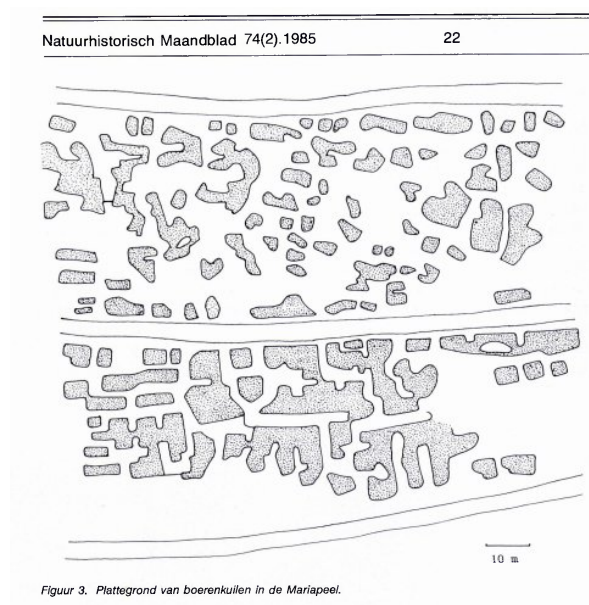 Natuurhistorisch Maandblad 74(2).1985 22
10 m
Figuur 3. Plattegrond van boerenkuilen in de Mariapeel.